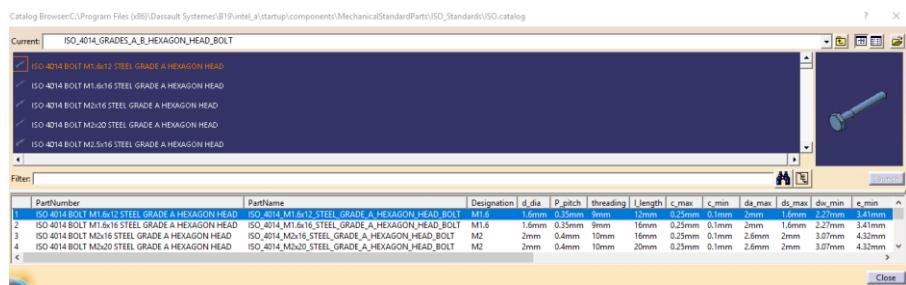 Catalog Browser:C:\Program Files (x86)\Dassault Systemes\B19\intel_a\startup\components\MechanicalStandardParts\ISO_Standards\ISO.catalog
Current: ISO_4014_GRADES_A_B_HEXAGON_HEAD_BOLT
ISO 4014 BOLT M1.6x12 STEEL GRADE A HEXAGON HEAD
ISO 4014 BOLT M1.6x16 STEEL GRADE A HEXAGON HEAD
ISO 4014 BOLT M2x16 STEEL GRADE A HEXAGON HEAD
ISO 4014 BOLT M2x20 STEEL GRADE A HEXAGON HEAD
ISO 4014 BOLT M2.5x16 STEEL GRADE A HEXAGON HEAD
Filter: Launch
PartNumber PartName Designation d_dia P_pitch threading l_length c_max c_min da_max ds_max dw_min e_min
1 ISO 4014 BOLT M1.6x12 STEEL GRADE A HEXAGON HEAD ISO_4014_M1.6x12_STEEL_GRADE_A_HEXAGON_HEAD_BOLT M1.6 1.6mm 0.35mm 9mm 12mm 0.25mm 0.1mm 2mm 1.6mm 2.27mm 3.41mm
2 ISO 4014 BOLT M1.6x16 STEEL GRADE A HEXAGON HEAD ISO_4014_M1.6x16_STEEL_GRADE_A_HEXAGON_HEAD_BOLT M1.6 1.6mm 0.35mm 9mm 16mm 0.25mm 0.1mm 2mm 1.6mm 2.27mm 3.41mm
3 ISO 4014 BOLT M2x16 STEEL GRADE A HEXAGON HEAD ISO_4014_M2x16_STEEL_GRADE_A_HEXAGON_HEAD_BOLT M2 2mm 0.4mm 10mm 16mm 0.25mm 0.1mm 2.6mm 2mm 3.07mm 4.32mm
4 ISO 4014 BOLT M2x20 STEEL GRADE A HEXAGON HEAD ISO_4014_M2x20_STEEL_GRADE_A_HEXAGON_HEAD_BOLT M2 2mm 0.4mm 10mm 20mm 0.25mm 0.1mm 2.6mm 2mm 3.07mm 4.32mm
Close